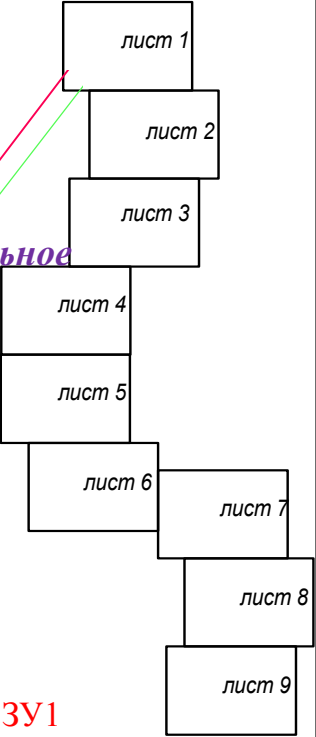 лист 1
лист 2
лист 3
ьное
лист 4
лист 5
лист 6
лист 7
лист 8
лист 9
ЗУ1